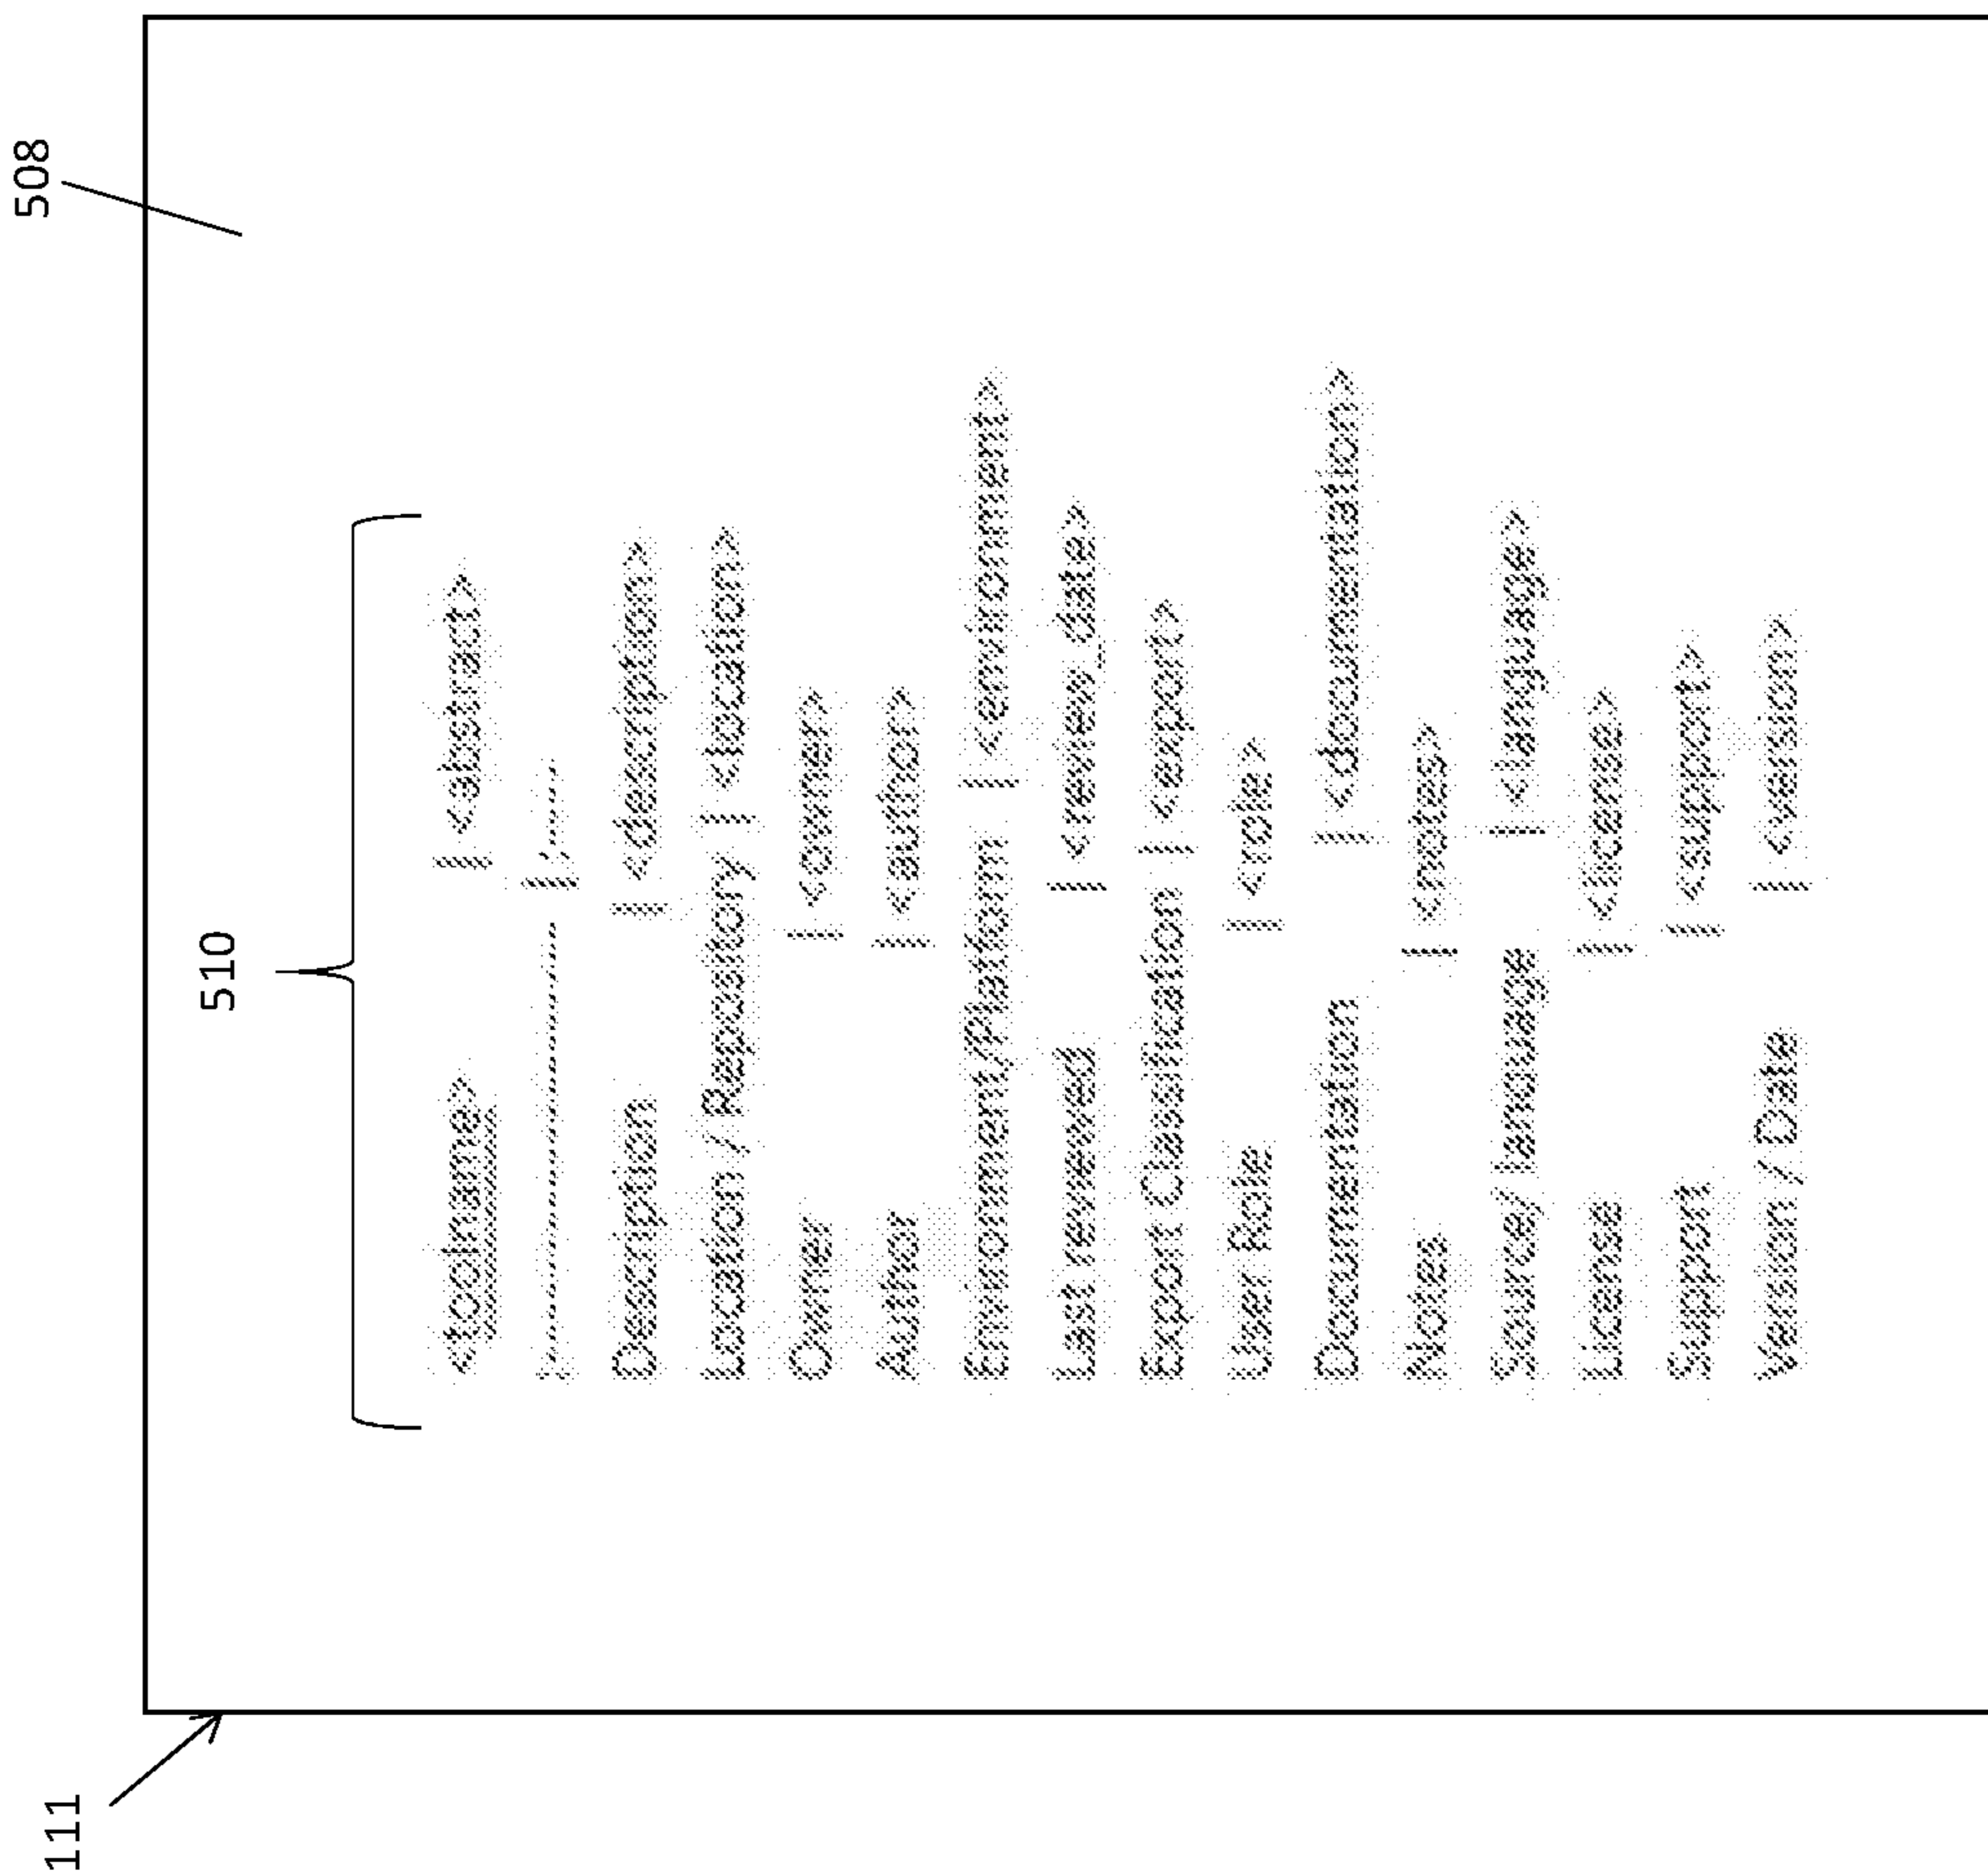 111
508
510
<toolname> | <abstract>
|--------------------|:-----
Description | <description>
Location / Repository | <location>
Owner | <owner>
Author | <author>
Environment/Platform | <environment>
Last reviewed | <review_date>
Export Classification | <export>
User Role | <role>
Documentation | <documentation>
Notes | <notes>
Source/ language | <language>
License | <license>
Support | <support>
Version / Date | <version>